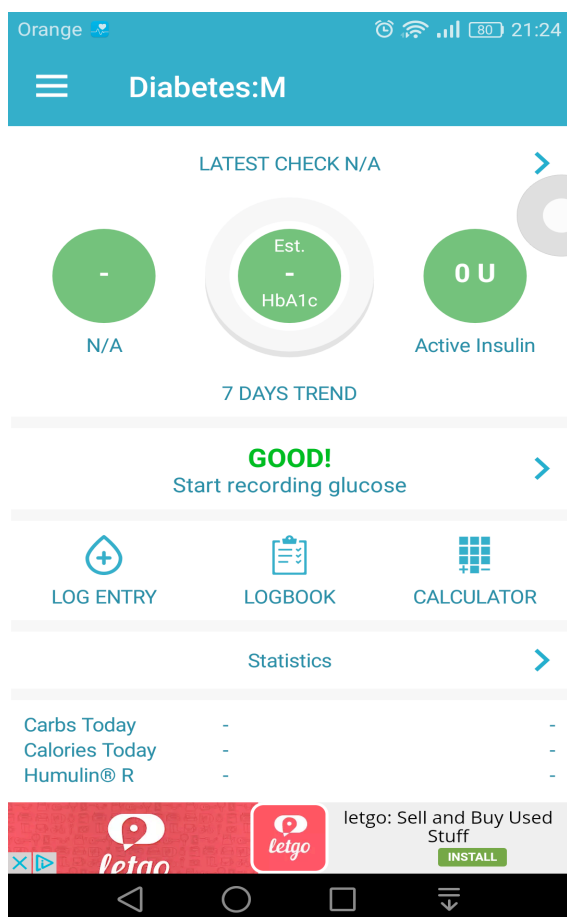 Orange 80 21:24
Diabetes:M
LATEST CHECK N/A
Est.
- - 0 U
HbA1c
N/A Active Insulin
7 DAYS TREND
GOOD!
Start recording glucose
LOG ENTRY LOGBOOK CALCULATOR
Statistics
Carbs Today - -
Calories Today - -
Humulin® R - -
letgo
letgo
letgo: Sell and Buy Used
Stuff
INSTALL